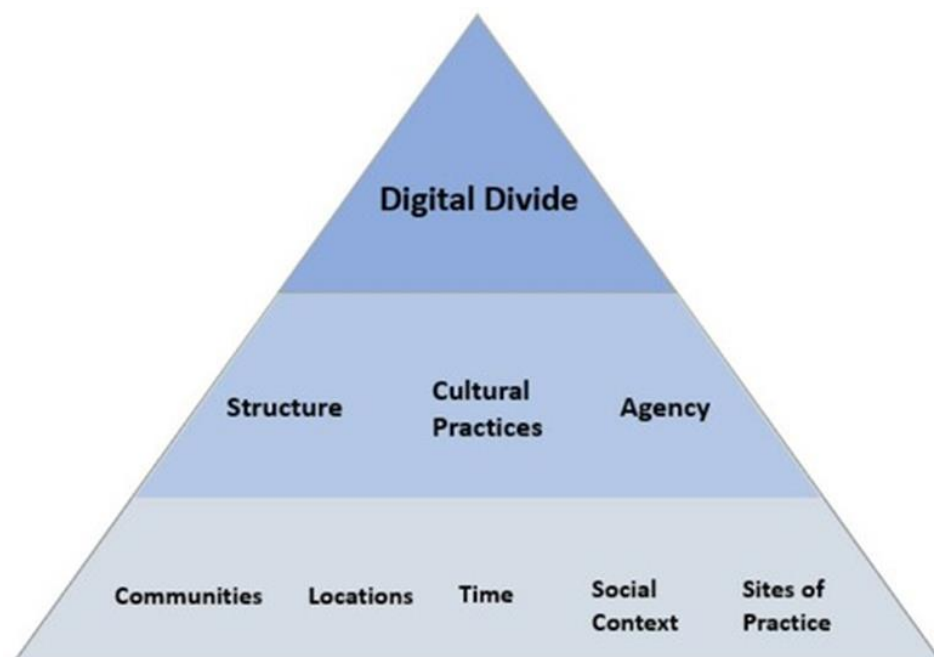 Digital Divide
Structure
Cultural
Practices
Agency
Communities
Locations
Time
Social
Context
Sites of
Practice